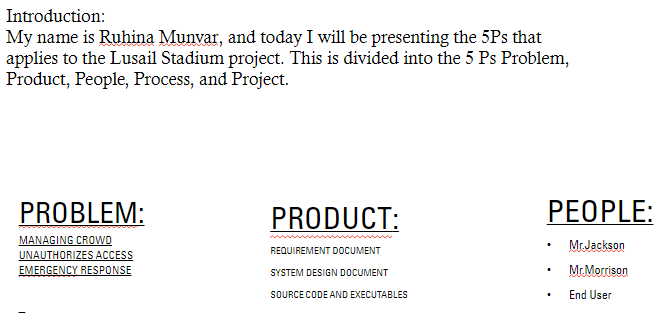 Introduction:
My name is Ruhina Munvar, and today I will be presenting the 5Ps that
applies to the Lusail Stadium project. This is divided into the 5 Ps Problem,
Product, People, Process, and Project.
PROBLEM:
MANAGING CROWD
UNAUTHORIZES ACCESS
EMERGENCY RESPONSE
PRODUCT:
REQUIREMENT DOCUMENT
SYSTEM DESIGN DOCUMENT
SOURCE CODE AND EXECUTABLES
PEOPLE:
• Mr.Jackson
• Mr.Morrison
• End User